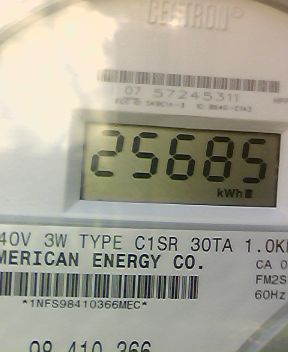 CENTRON®
07 57245311
25685
kWh
40V 3W TYPE C1SR 30TA 1.0K
MERICAN ENERGY CO.
CA 0
FM2S
60Hz
*1NFS98410366MEC*
98 410 366